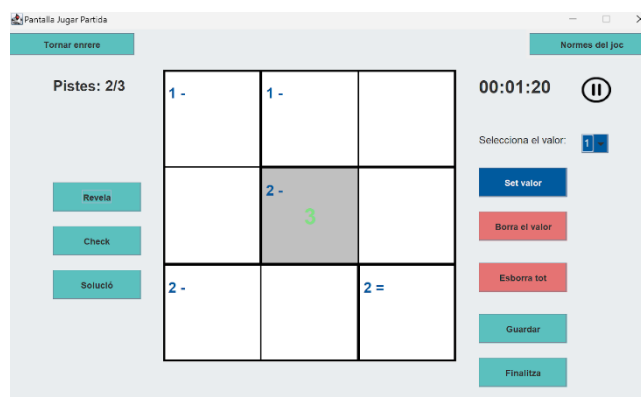 Pantalla Jugar Partida
Tornar enrere
Normes del joc
Pistes: 2/3
00:01:20
Selecciona el valor:
1
1 -
1 -
2 -
3
2 -
2 =
Revela
Check
Solució
Set valor
Borra el valor
Esborra tot
Guardar
Finalitza